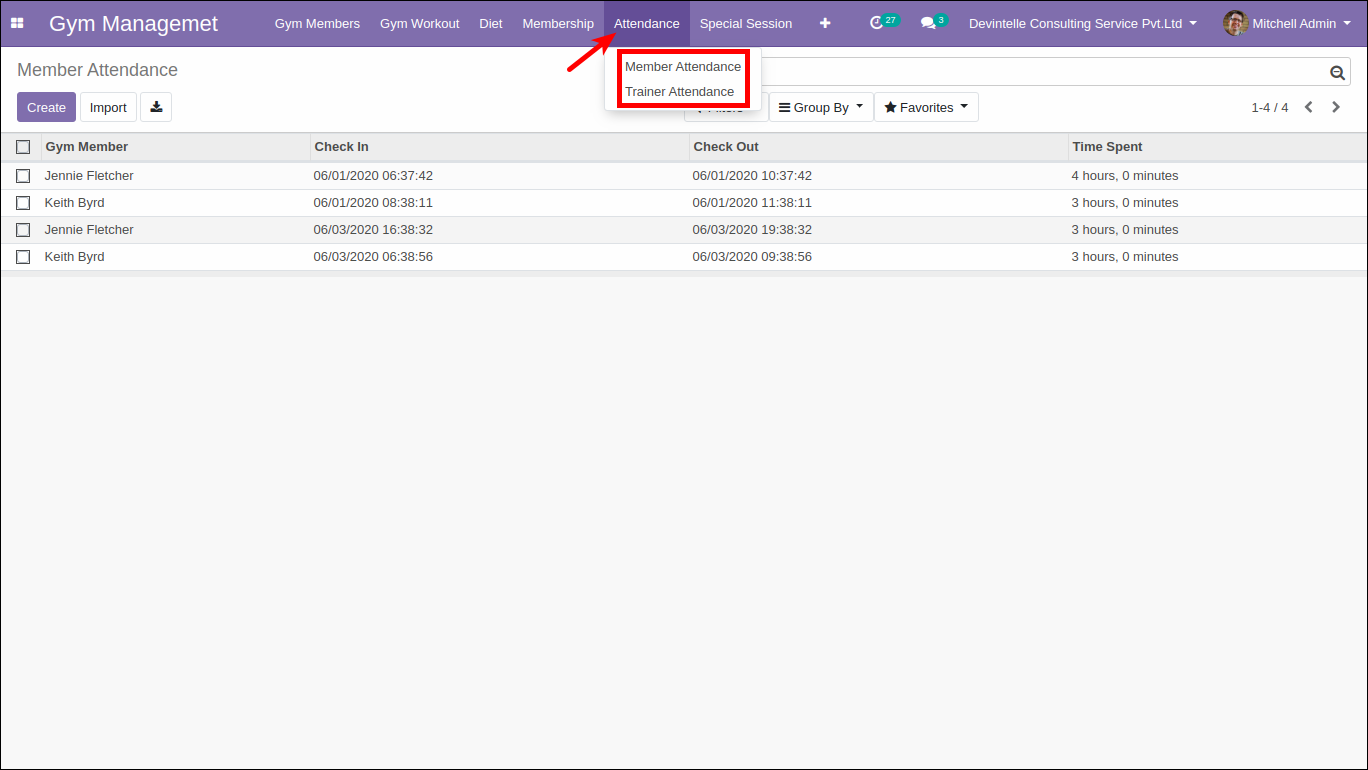 Gym Managemet Gym Members Gym Workout Diet Membership Attendance Special Session 27 3 Devintelle Consulting Service Pvt.Ltd Mitchell Admin
Member Attendance
Member Attendance
Trainer Attendance
Create Import Group By Favorites 1-4 / 4
Gym Member Check In Check Out Time Spent
Jennie Fletcher 06/01/2020 06:37:42 06/01/2020 10:37:42 4 hours, 0 minutes
Keith Byrd 06/01/2020 08:38:11 06/01/2020 11:38:11 3 hours, 0 minutes
Jennie Fletcher 06/03/2020 16:38:32 06/03/2020 19:38:32 3 hours, 0 minutes
Keith Byrd 06/03/2020 06:38:56 06/03/2020 09:38:56 3 hours, 0 minutes